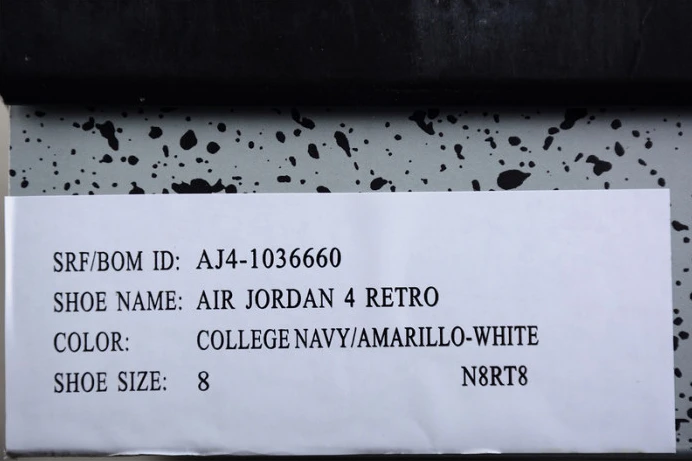 SRF/BOM ID: AJ4-1036660
SHOE NAME: AIR JORDAN 4 RETRO
COLOR: COLLEGE NAVY/AMARILLO-WHITE
SHOE SIZE: 8 N8RT8